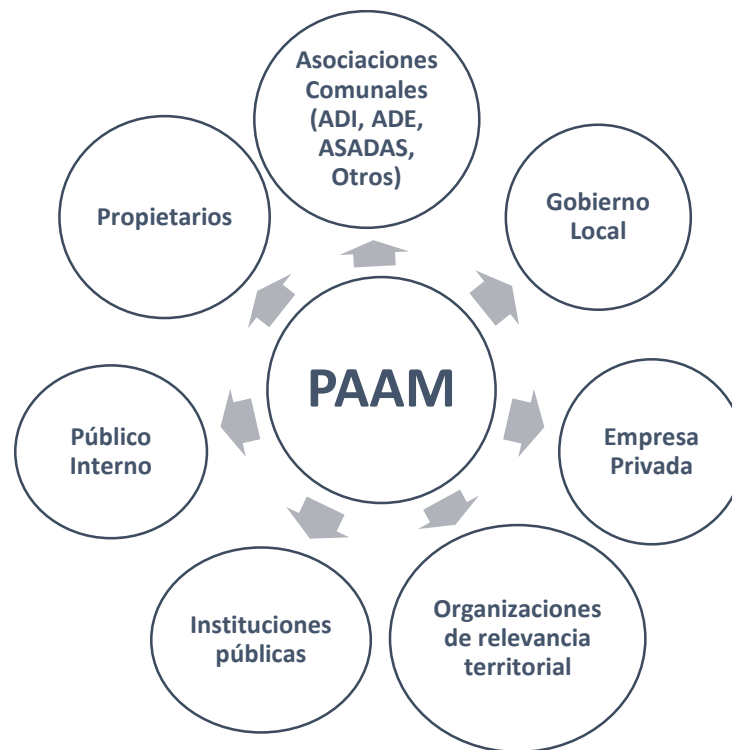 Asociaciones
Comunales
(ADI, ADE,
ASADAS,
Otros)
Propietarios
Gobierno
Local
PAAM
Público
Interno
Empresa
Privada
Instituciones
públicas
Organizaciones
de relevancia
territorial